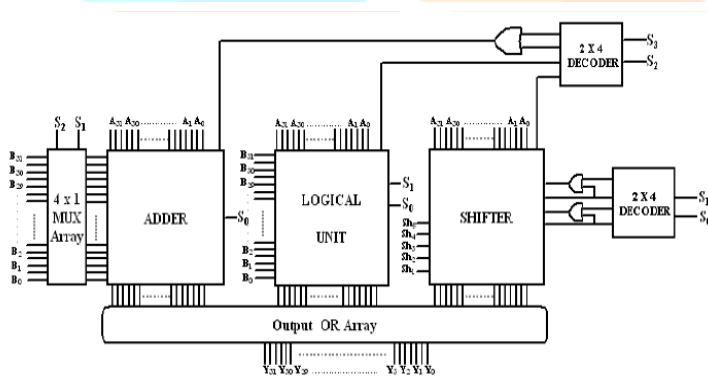 2 X 4
DECODER
S3
S2
S2 S1
A31 A30 ............ A1 A0
A31 A30 ............ A1 A0
A31 A30 ............ A1 A0
B31
B30
B29
B2
B1
B0
4 x 1
MUX
Array
ADDER
S0
B31
B30
B29
B2
B1
B0
LOGICAL
UNIT
S1
S0
Sh4
Sh3
Sh2
Sh1
SHIFTER
2 X 4
DECODER
S1
Output OR Array
Y31 Y30 Y29 ............ Y3 Y2 Y1 Y0